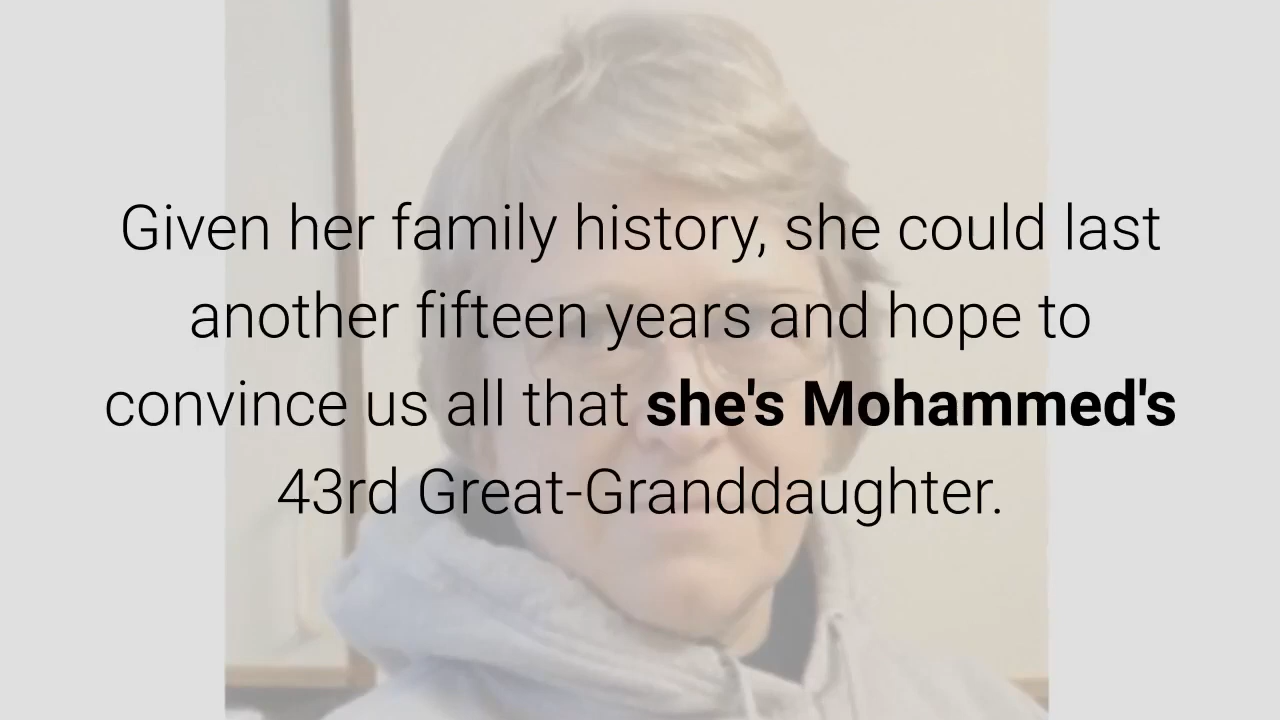 Given her family history, she could last
another fifteen years and hope to
convince us all that she's Mohammed's
43rd Great-Granddaughter.